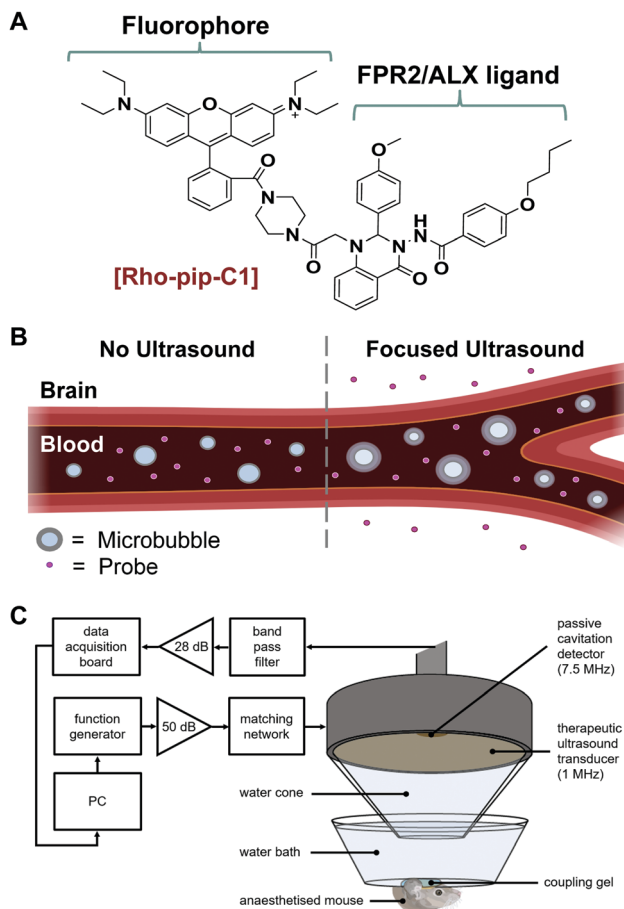 A
Fluorophore
FPR2/ALX ligand
N
O
N
+
O
O
N
N
O
N
N
H
N
O
O
O
[Rho-pip-C1]
B
No Ultrasound
Focused Ultrasound
Brain
Blood
= Microbubble
= Probe
C
data
acquisition
board
28 dB
band
pass
filter
passive
cavitation
detector
(7.5 MHz)
function
generator
50 dB
matching
network
therapeutic
ultrasound
transducer
(1 MHz)
PC
water cone
water bath
coupling gel
anaesthetised mouse